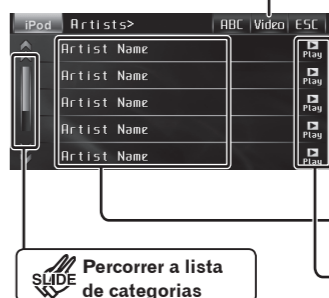 iPod Artists> ABC Video ESC
Artist Name Play
Artist Name Play
Artist Name Play
Artist Name Play
Artist Name Play
SLIDE Percorrer a lista
de categorias